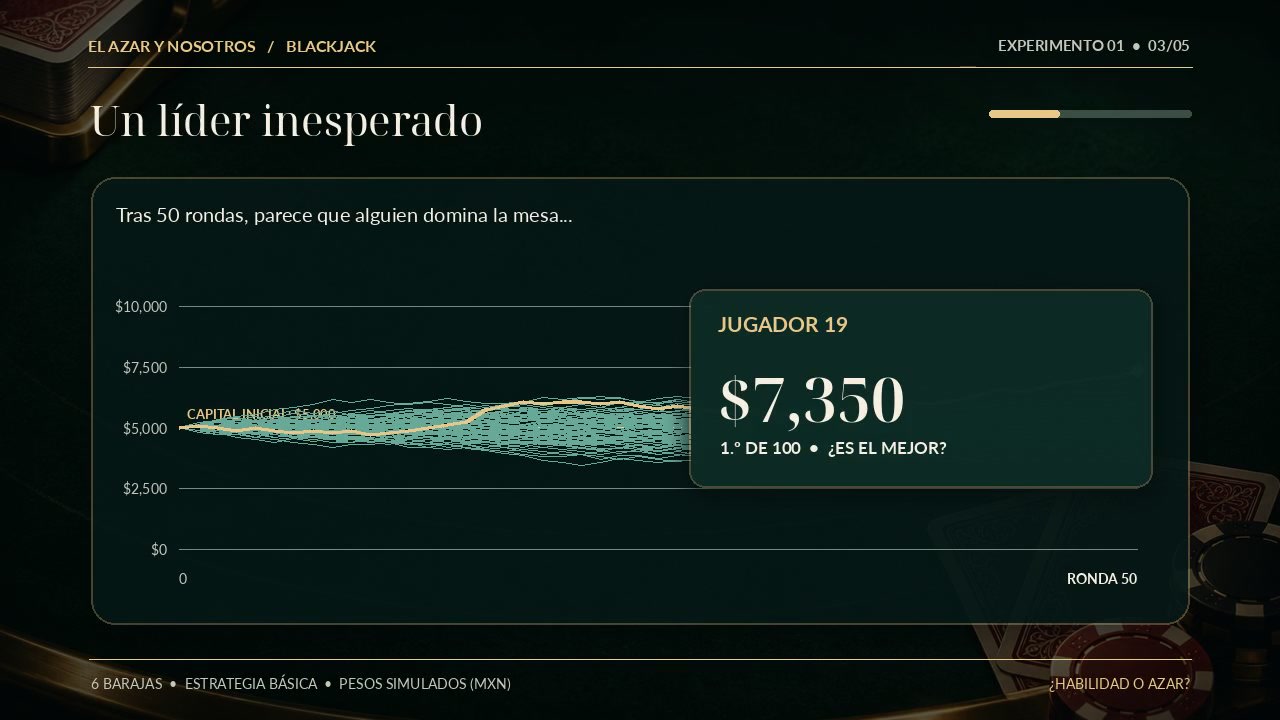 EL AZAR Y NOSOTROS / BLACKJACK
EXPERIMENTO 01 • 03/05
Un líder inesperado
Tras 50 rondas, parece que alguien domina la mesa...
$10,000
$7,500
CAPITAL INICIAL · $5,000
$5,000
$2,500
$0
0
RONDA 50
JUGADOR 19
$7,350
1.º DE 100 • ¿ES EL MEJOR?
6 BARAJAS • ESTRATEGIA BÁSICA • PESOS SIMULADOS (MXN)
¿HABILIDAD O AZAR?